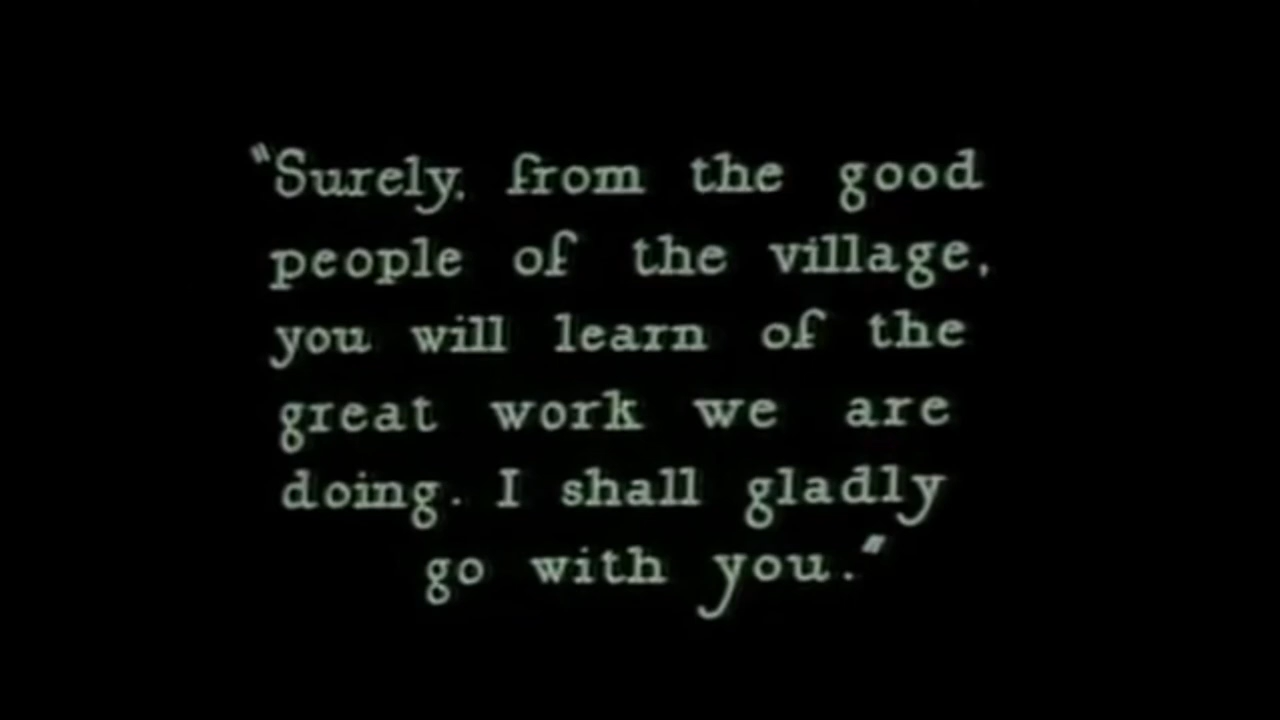 "Surely, from the good
people of the village,
you will learn of the
great work we are
doing. I shall gladly
go with you."